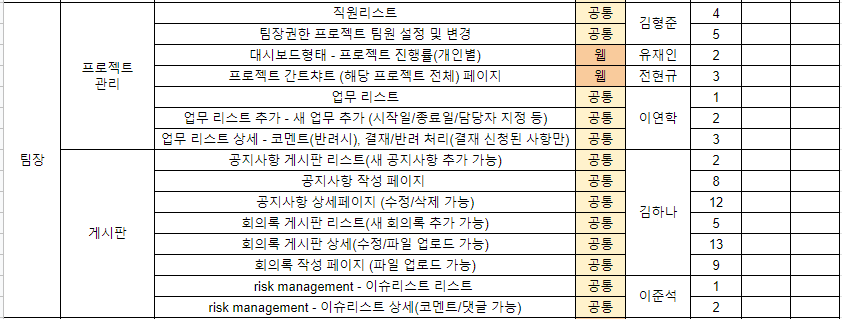 직원리스트 공통 김형준 4
팀장권한 프로젝트 팀원 설정 및 변경 공통 5
대시보드형태 - 프로젝트 진행률(개인별) 웹 유재인 2
프로젝트 관리
프로젝트 간트챠트 (해당 프로젝트 전체) 페이지 웹 전현규 3
업무 리스트 공통 이연학 1
업무 리스트 추가 - 새 업무 추가 (시작일/종료일/담당자 지정 등) 공통 2
업무 리스트 상세 - 코멘트(반려시), 결재/반려 처리(결재 신청된 사항만) 공통 3
팀장
게시판
공지사항 게시판 리스트(새 공지사항 추가 가능) 공통 김하나 2
공지사항 작성 페이지 공통 8
공지사항 상세페이지 (수정/삭제 가능) 공통 12
회의록 게시판 리스트(새 회의록 추가 가능) 공통 5
회의록 게시판 상세(수정/파일 업로드 가능) 공통 13
회의록 작성 페이지 (파일 업로드 가능) 공통 9
risk management - 이슈리스트 리스트 공통 이준석 1
risk management - 이슈리스트 상세(코멘트/댓글 가능) 공통 2